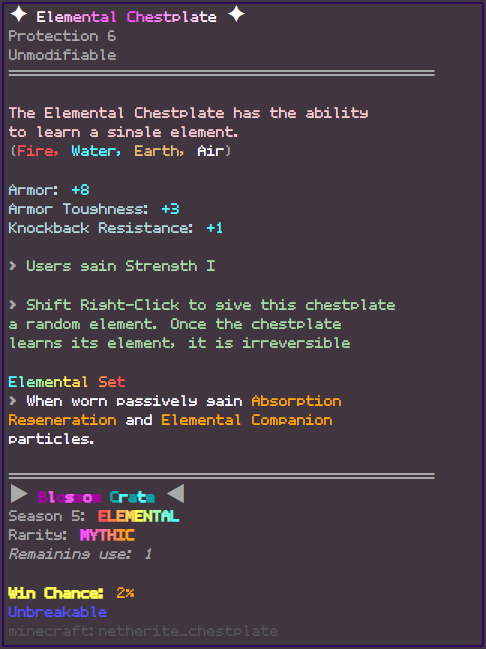 ✦ Elemental Chestplate ✦
Protection 6
Unmodifiable
The Elemental Chestplate has the ability
to learn a single element.
(Fire, Water, Earth, Air)
Armor: +8
Armor Toughness: +3
Knockback Resistance: +1
> Users gain Strength I
> Shift Right-Click to give this chestplate
a random element. Once the chestplate
learns its element, it is irreversible
Elemental Set
> When worn passively gain Absorption
Regeneration and Elemental Companion
particles.
▶ Blossom Crate ◀
Season 5: ELEMENTAL
Rarity: MYTHIC
Remaining use: 1
Win Chance: 2%
Unbreakable
minecraft:netherite_chestplate